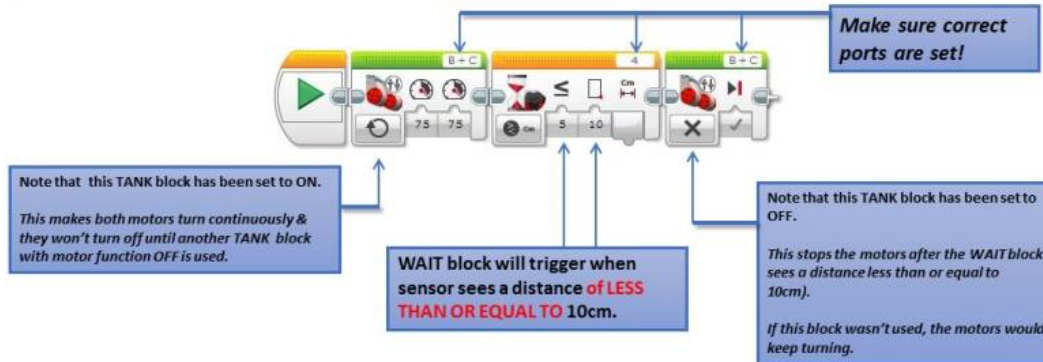 Make sure correct
ports are set!
B + C
4
B + C
≤
Cm
75 75
Cm
5 10
Note that this TANK block has been set to ON.
This makes both motors turn continuously &
they won't turn off until another TANK block
with motor function OFF is used.
WAIT block will trigger when
sensor sees a distance of LESS
THAN OR EQUAL TO 10cm.
Note that this TANK block has been set to
OFF.
This stops the motors after the WAIT block
sees a distance less than or equal to
10cm).
If this block wasn't used, the motors would
keep turning.